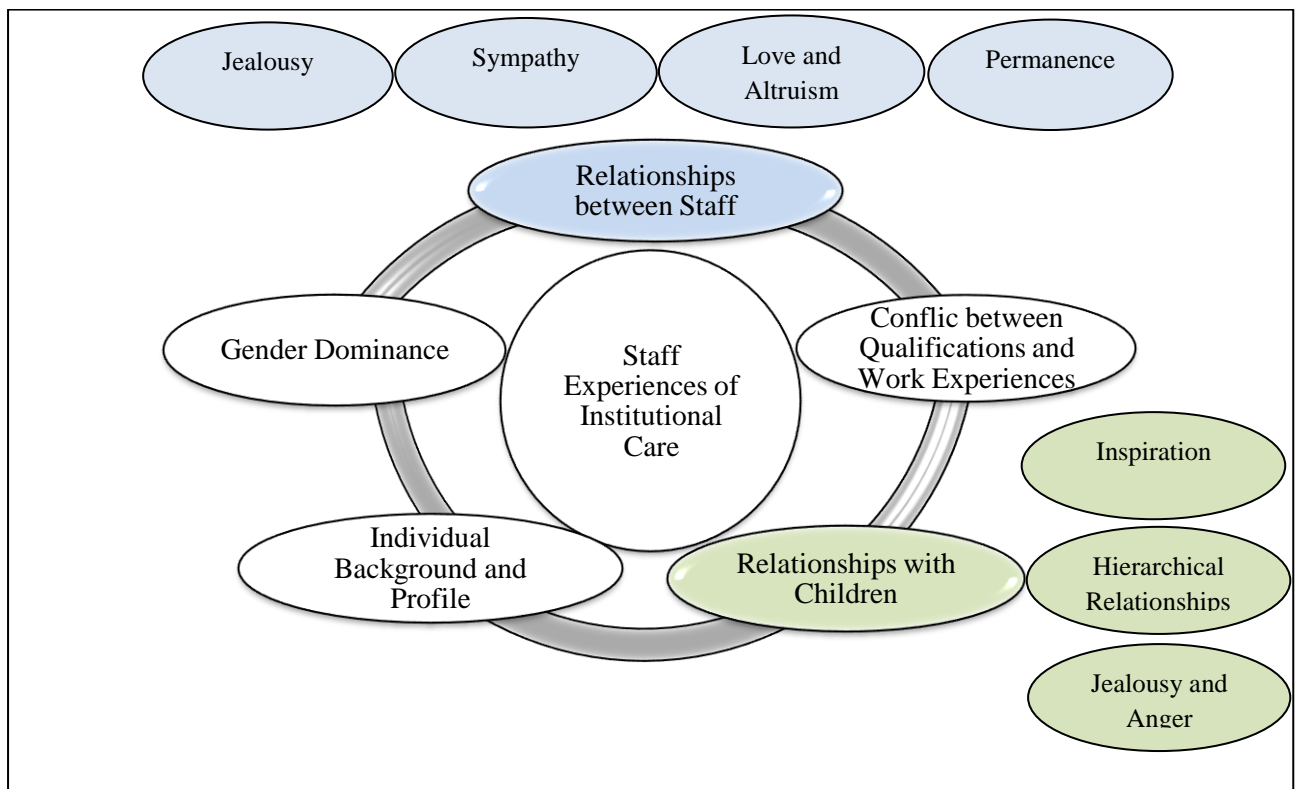 Jealousy
Sympathy
Love and
Altruism
Permanence
Relationships
between Staff
Gender Dominance
Conflic between
Qualifications and
Work Experiences
Staff
Experiences of
Institutional
Care
Inspiration
Individual
Background and
Profile
Relationships with
Children
Hierarchical
Relationships
Jealousy and
Anger